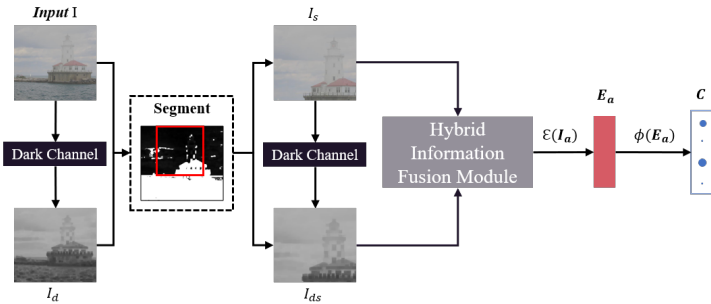 Input I
I_s
Segment
E_a
C
Dark Channel
Dark Channel
Hybrid
Information
Fusion Module
Ɛ(I_a)
ϕ(E_a)
I_d
I_ds